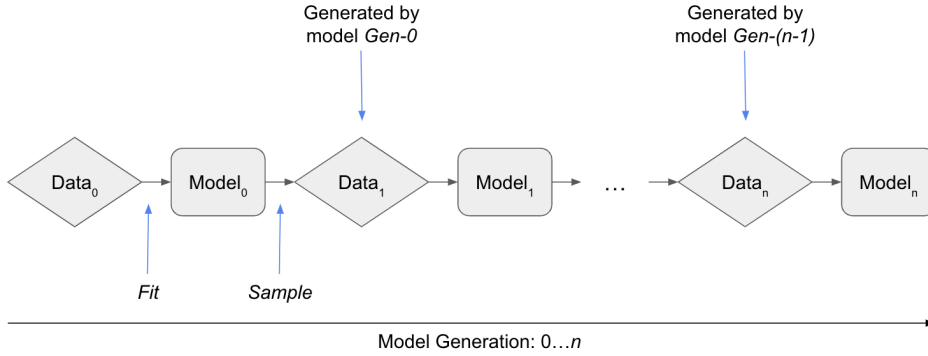 Generated by
model Gen-0
Generated by
model Gen-(n-1)
Data₀
Model₀
Data₁
Model₁
...
Dataₙ
Modelₙ
Fit
Sample
Model Generation: 0...n